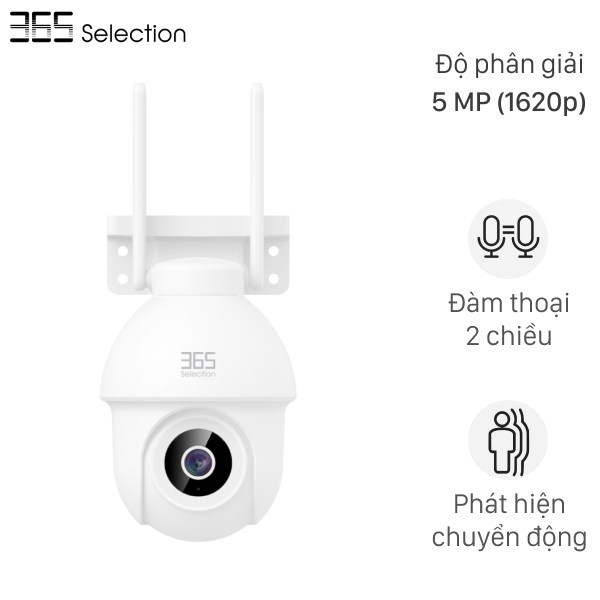 365 Selection
Độ phân giải
5 MP (1620p)
Đàm thoại
2 chiều
365
Selection
Phát hiện
chuyển động